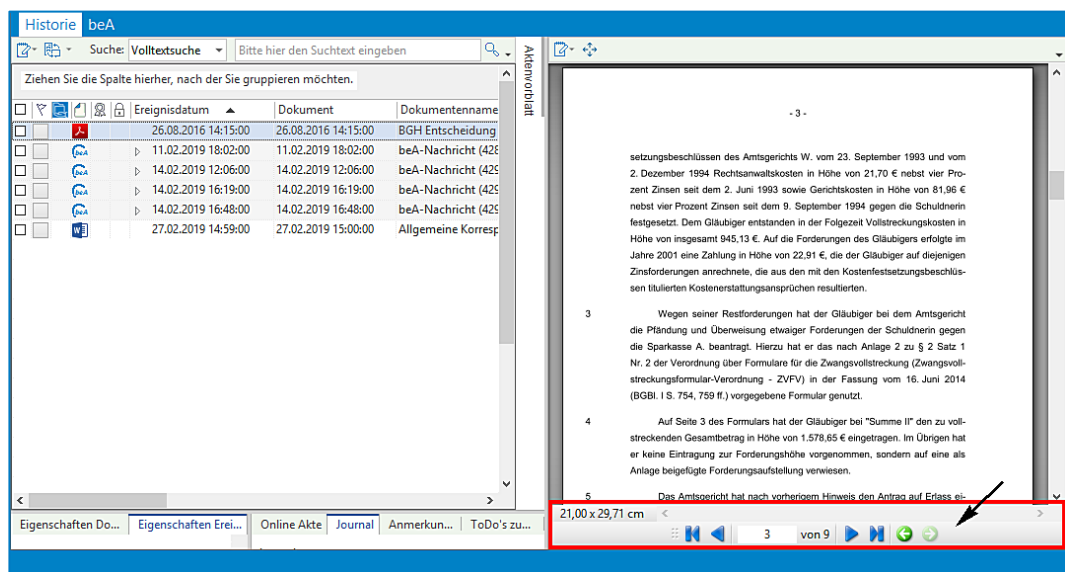 Historie beA
Suche: Volltextsuche Bitte hier den Suchtext eingeben
Ziehen Sie die Spalte hierher, nach der Sie gruppieren möchten.
Ereignisdatum Dokument Dokumentenname
26.08.2016 14:15:00 26.08.2016 14:15:00 BGH Entscheidung
beA 11.02.2019 18:02:00 11.02.2019 18:02:00 beA-Nachricht (428
beA 14.02.2019 12:06:00 14.02.2019 12:06:00 beA-Nachricht (429
beA 14.02.2019 16:19:00 14.02.2019 16:19:00 beA-Nachricht (429
beA 14.02.2019 16:48:00 14.02.2019 16:48:00 beA-Nachricht (429
W 27.02.2019 14:59:00 27.02.2019 15:00:00 Allgemeine Korresp
Eigenschaften Do... Eigenschaften Erei... Online Akte Journal Anmerkun... ToDo's zu...
Aktenvorblatt
- 3 -
setzungsbeschlüssen des Amtsgerichts W. vom 23. September 1993 und vom
2. Dezember 1994 Rechtsanwaltskosten in Höhe von 21,70 € nebst vier Pro-
zent Zinsen seit dem 2. Juni 1993 sowie Gerichtskosten in Höhe von 81,96 €
nebst vier Prozent Zinsen seit dem 9. September 1994 gegen die Schuldnerin
festgesetzt. Dem Gläubiger entstanden in der Folgezeit Vollstreckungskosten in
Höhe von insgesamt 945,13 €. Auf die Forderungen des Gläubigers erfolgte im
Jahre 2001 eine Zahlung in Höhe von 22,91 €, die der Gläubiger auf diejenigen
Zinsforderungen anrechnete, die aus den mit den Kostenfestsetzungsbeschlüs-
sen titulierten Kostenerstattungsansprüchen resultierten.
3 Wegen seiner Restforderungen hat der Gläubiger bei dem Amtsgericht
die Pfändung und Überweisung etwaiger Forderungen der Schuldnerin gegen
die Sparkasse A. beantragt. Hierzu hat er das nach Anlage 2 zu § 2 Satz 1
Nr. 2 der Verordnung über Formulare für die Zwangsvollstreckung (Zwangsvoll-
streckungsformular-Verordnung - ZVFV) in der Fassung vom 16. Juni 2014
(BGBl. I S. 754, 759 ff.) vorgegebene Formular genutzt.
4 Auf Seite 3 des Formulars hat der Gläubiger bei "Summe II" den zu voll-
streckenden Gesamtbetrag in Höhe von 1.578,65 € eingetragen. Im Übrigen hat
er keine Eintragung zur Forderungshöhe vorgenommen, sondern auf eine als
Anlage beigefügte Forderungsaufstellung verwiesen.
5 Das Amtsgericht hat nach vorherigem Hinweis den Antrag auf Erlass ei-
21,00 x 29,71 cm
3 von 9